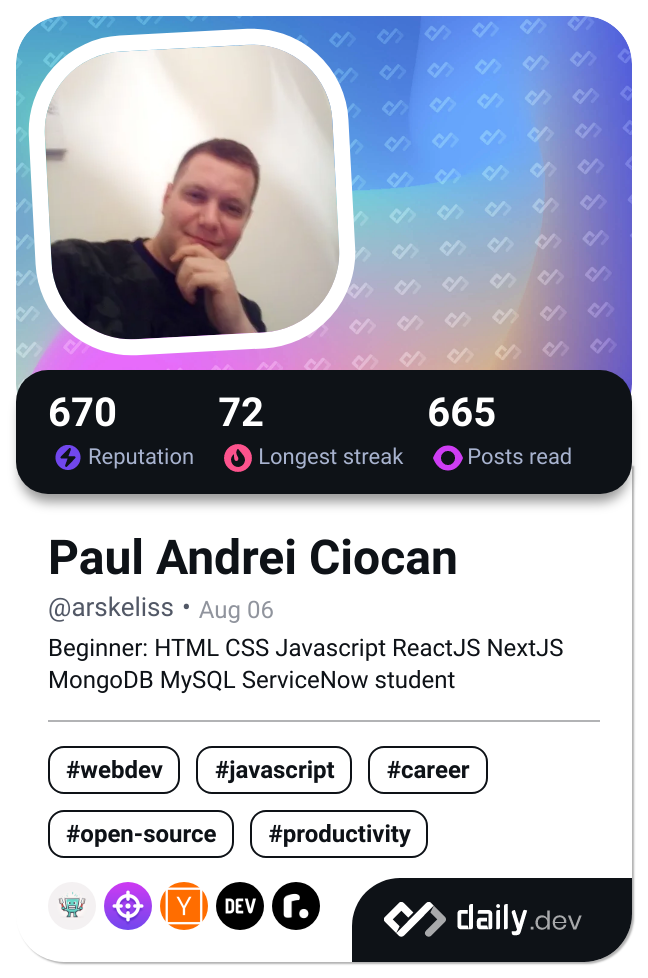 670 72 665
Reputation Longest streak Posts read
Paul Andrei Ciocan
@arskeliss • Aug 06
Beginner: HTML CSS Javascript ReactJS NextJS
MongoDB MySQL ServiceNow student
#webdev #javascript #career
#open-source #productivity
Y DEV r. daily.dev